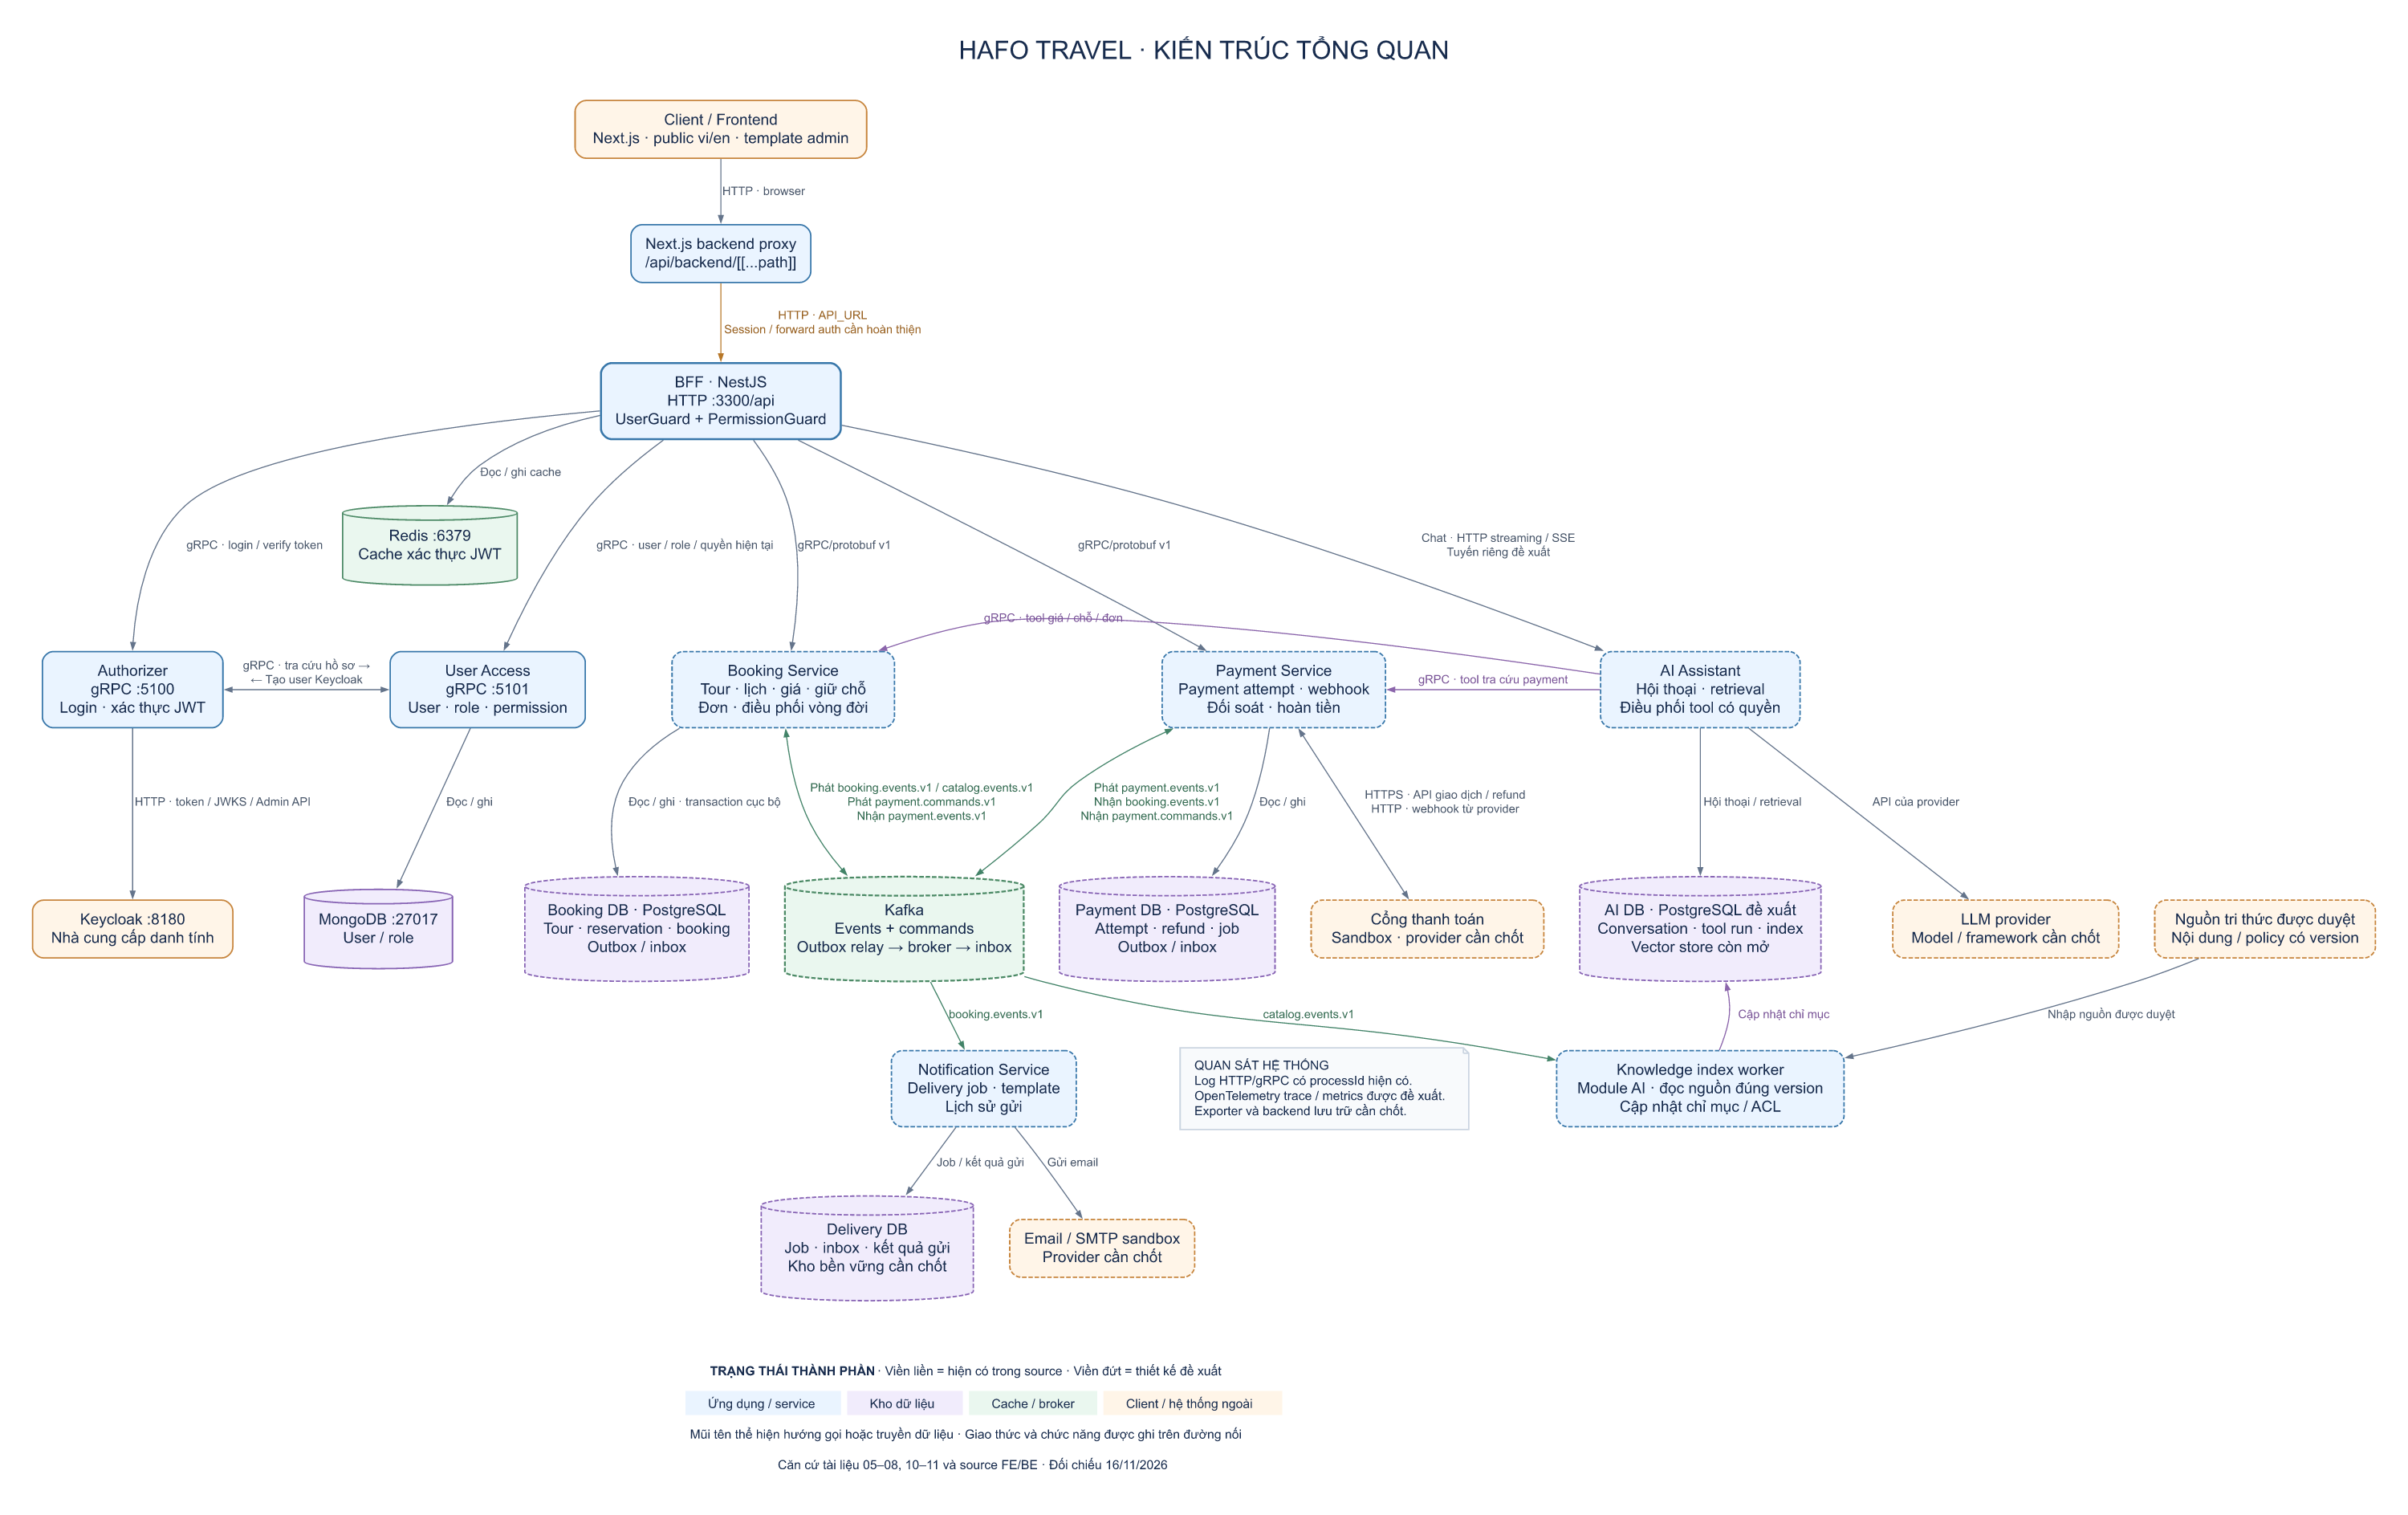 HAFO TRAVEL · KIẾN TRÚC TỔNG QUAN
Client / Frontend
Next.js · public vi/en · template admin
HTTP · browser
Next.js backend proxy
/api/backend/[[...path]]
HTTP · API_URL
Session / forward auth cần hoàn thiện
BFF · NestJS
HTTP :3300/api
UserGuard + PermissionGuard
Đọc / ghi cache
Redis :6379
Cache xác thực JWT
gRPC · login / verify token
gRPC · user / role / quyền hiện tại
gRPC/protobuf v1
gRPC/protobuf v1
Chat · HTTP streaming / SSE
Tuyến riêng đề xuất
gRPC · tool giá / chỗ / đơn
Authorizer
gRPC :5100
Login · xác thực JWT
gRPC · tra cứu hồ sơ →
← Tạo user Keycloak
User Access
gRPC :5101
User · role · permission
Booking Service
Tour · lịch · giá · giữ chỗ
Đơn · điều phối vòng đời
Payment Service
Payment attempt · webhook
Đối soát · hoàn tiền
gRPC · tool tra cứu payment
AI Assistant
Hội thoại · retrieval
Điều phối tool có quyền
HTTP · token / JWKS / Admin API
Đọc / ghi
Đọc / ghi · transaction cục bộ
Phát booking.events.v1 / catalog.events.v1
Phát payment.commands.v1
Nhận payment.events.v1
Phát payment.events.v1
Nhận booking.events.v1
Nhận payment.commands.v1
Đọc / ghi
HTTPS · API giao dịch / refund
HTTP · webhook từ provider
Hội thoại / retrieval
API của provider
Keycloak :8180
Nhà cung cấp danh tính
MongoDB :27017
User / role
Booking DB · PostgreSQL
Tour · reservation · booking
Outbox / inbox
Kafka
Events + commands
Outbox relay → broker → inbox
Payment DB · PostgreSQL
Attempt · refund · job
Outbox / inbox
Cổng thanh toán
Sandbox · provider cần chốt
AI DB · PostgreSQL đề xuất
Conversation · tool run · index
Vector store còn mở
LLM provider
Model / framework cần chốt
Nguồn tri thức được duyệt
Nội dung / policy có version
booking.events.v1
catalog.events.v1
Cập nhật chỉ mục
Nhập nguồn được duyệt
Notification Service
Delivery job · template
Lịch sử gửi
QUAN SÁT HỆ THỐNG
Log HTTP/gRPC có processId hiện có.
OpenTelemetry trace / metrics được đề xuất.
Exporter và backend lưu trữ cần chốt.
Knowledge index worker
Module AI · đọc nguồn đúng version
Cập nhật chỉ mục / ACL
Job / kết quả gửi
Gửi email
Delivery DB
Job · inbox · kết quả gửi
Kho bền vững cần chốt
Email / SMTP sandbox
Provider cần chốt
TRẠNG THÁI THÀNH PHẦN · Viền liền = hiện có trong source · Viền đứt = thiết kế đề xuất
Ứng dụng / service
Kho dữ liệu
Cache / broker
Client / hệ thống ngoài
Mũi tên thể hiện hướng gọi hoặc truyền dữ liệu · Giao thức và chức năng được ghi trên đường nối
Căn cứ tài liệu 05–08, 10–11 và source FE/BE · Đối chiếu 16/11/2026